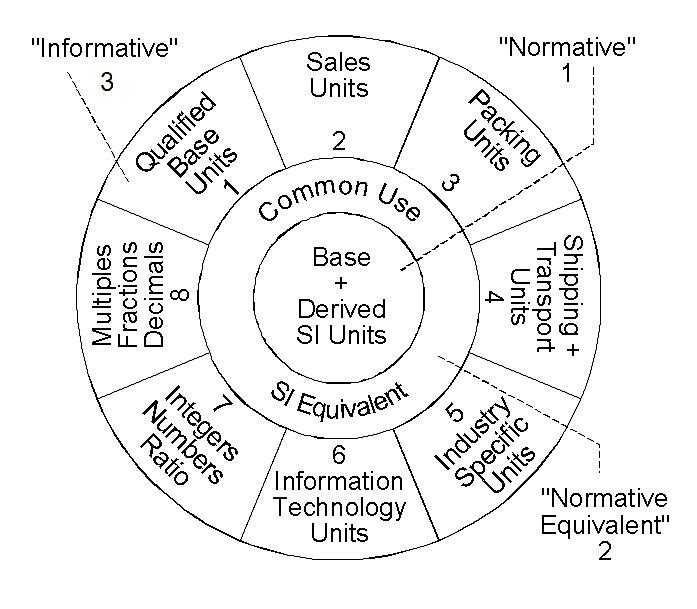 "Informative"
3
"Normative"
1
Sales
Units
2
Packing
Units
3
Shipping +
Transport
Units
4
5
Industry
Specific
Units
6
Information
Technology
Units
7
Integers
Numbers
Ratio
Multiples
Fractions
Decimals
8
Qualified
Base
Units
1
Common Use
Base
+
Derived
SI Units
SI Equivalent
"Normative
Equivalent"
2